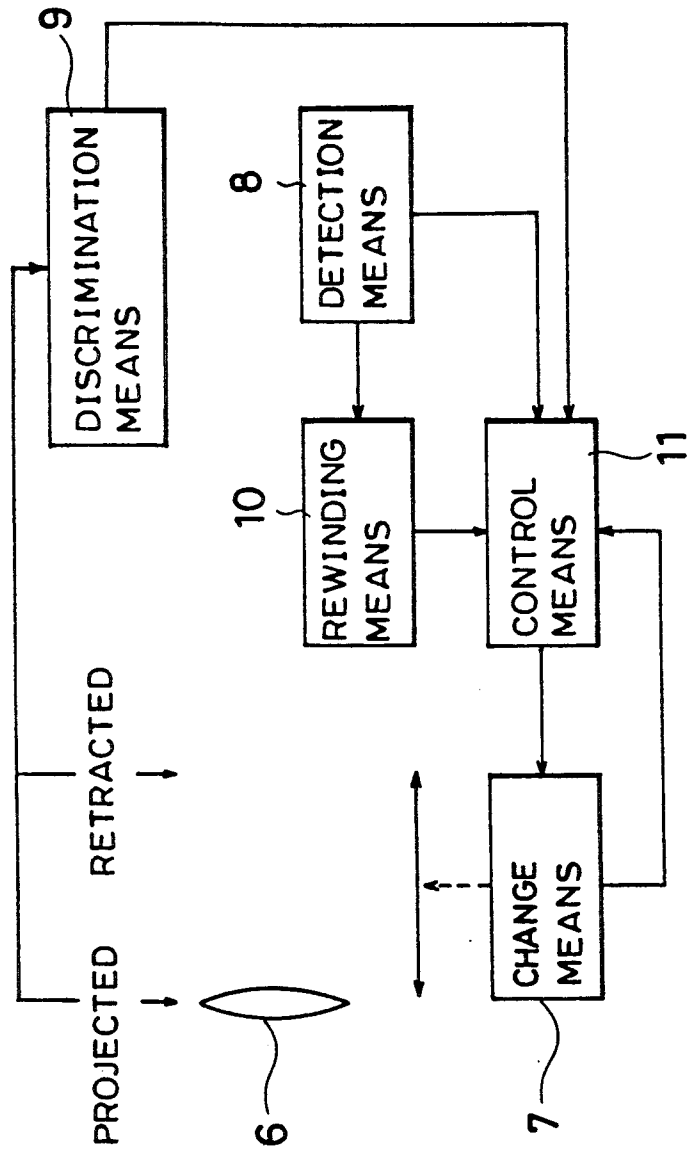 PROJECTED
RETRACTED
9
DISCRIMINATION
MEANS
6
10
8
REWINDING
MEANS
DETECTION
MEANS
7
CHANGE
MEANS
CONTROL
MEANS
11